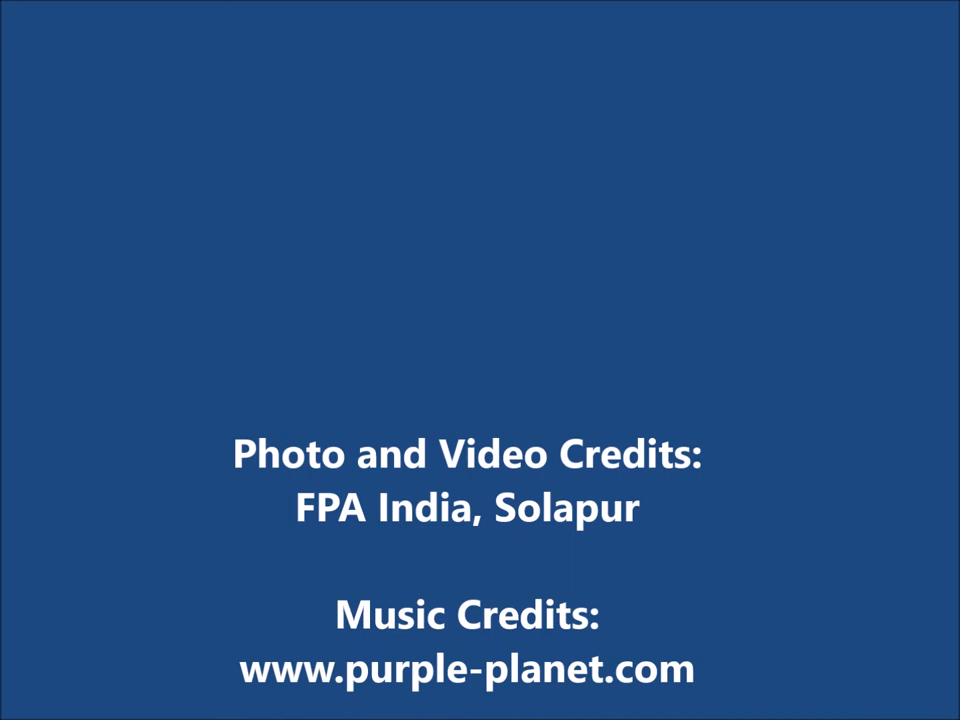 Photo and Video Credits:
FPA India, Solapur
Music Credits:
www.purple-planet.com